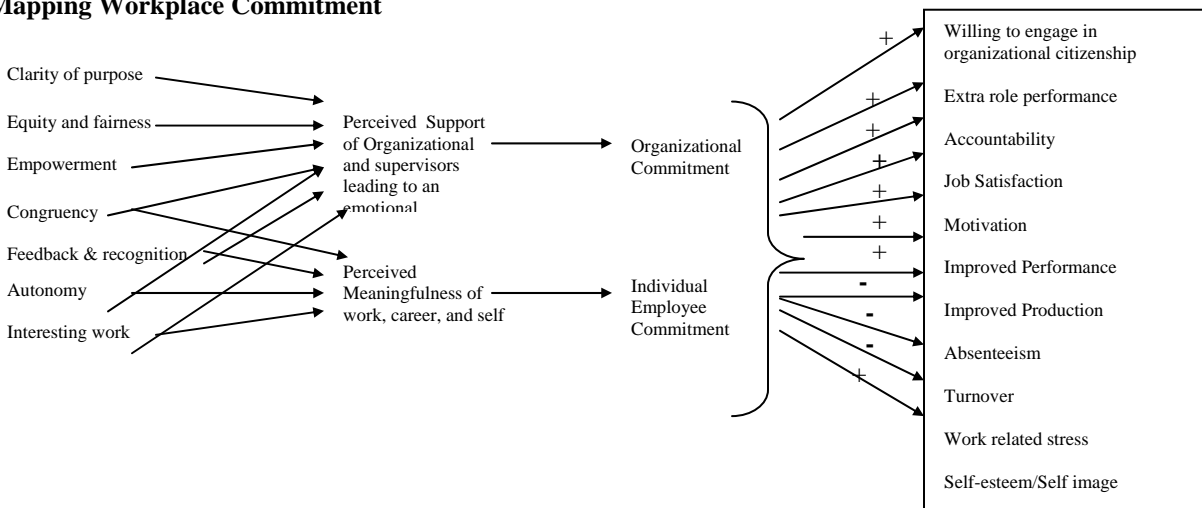 Mapping Workplace Commitment
Clarity of purpose
Equity and fairness
Empowerment
Congruency
Feedback & recognition
Autonomy
Interesting work
Perceived Support
of Organizational
and supervisors
leading to an
emotional
Perceived
Meaningfulness of
work, career, and self
Organizational
Commitment
Individual
Employee
Commitment
+
+
+
+
+
+
+
-
-
-
+
Willing to engage in
organizational citizenship
Extra role performance
Accountability
Job Satisfaction
Motivation
Improved Performance
Improved Production
Absenteeism
Turnover
Work related stress
Self-esteem/Self image